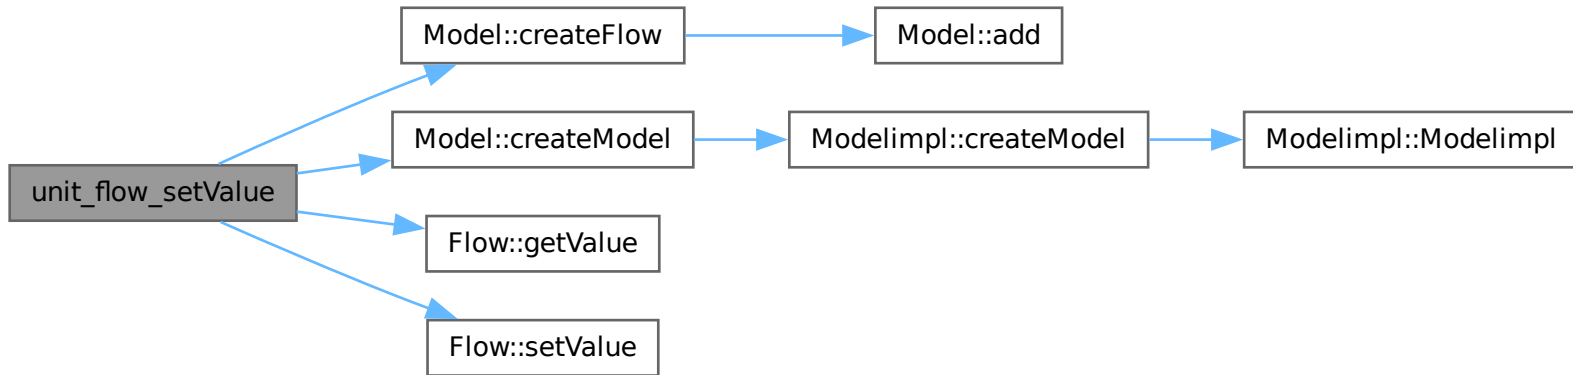 Model::createFlow
Model::add
Model::createModel
Modelimpl::createModel
Modelimpl::Modelimpl
unit_flow_setValue
Flow::getValue
Flow::setValue